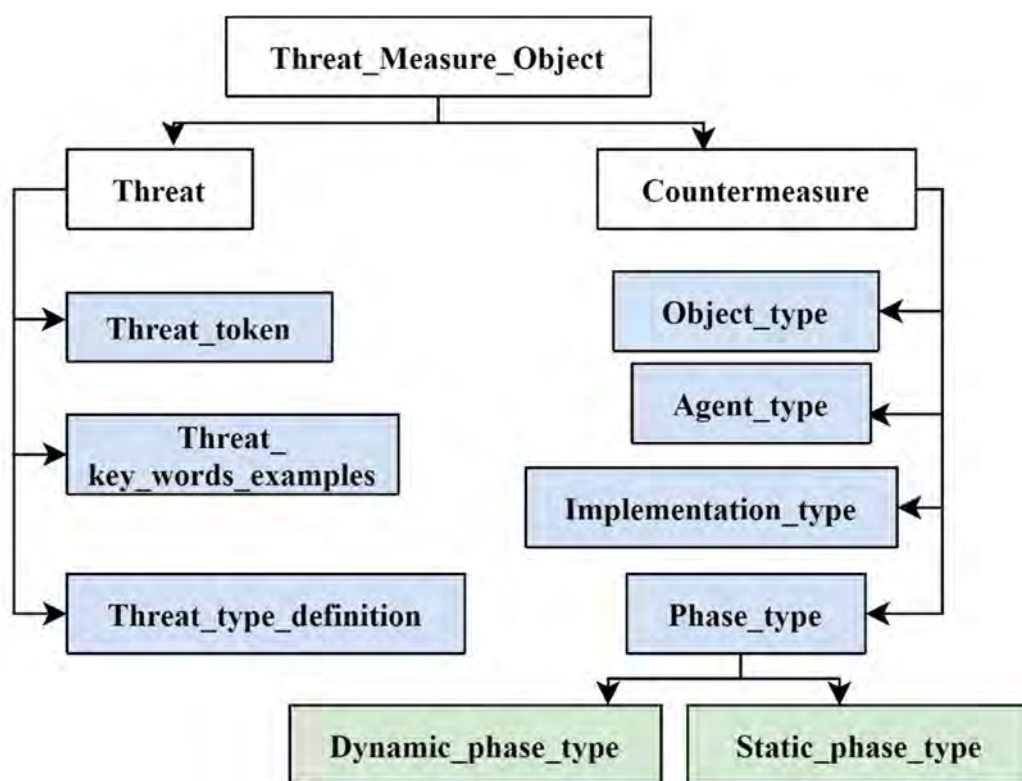 Threat_Measure_Object
Threat
Countermeasure
Threat_token
Object_type
Agent_type
Threat_
key_words_examples
Implementation_type
Threat_type_definition
Phase_type
Dynamic_phase_type
Static_phase_type